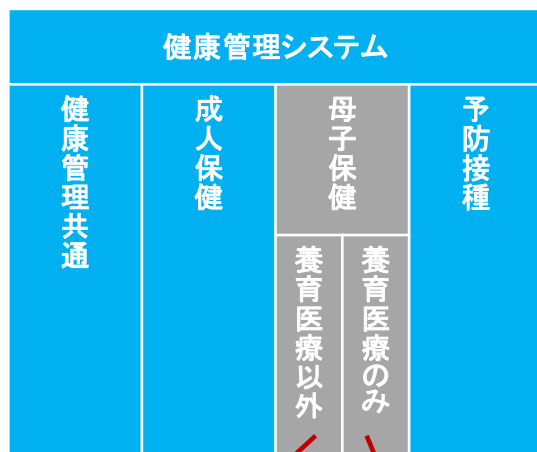 健康管理システム
健康管理共通
成人保健
母子保健
養育医療以外
養育医療のみ
予防接種